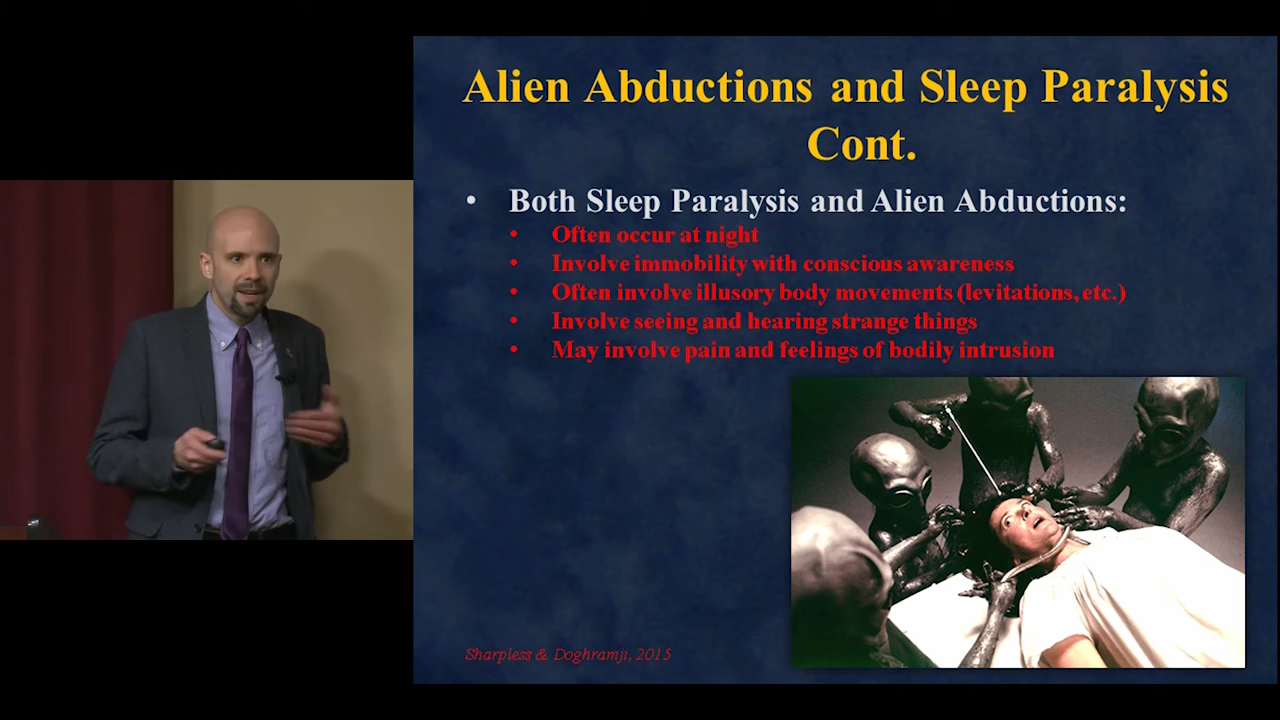 Alien Abductions and Sleep Paralysis
Cont.
• Both Sleep Paralysis and Alien Abductions:
• Often occur at night
• Involve immobility with conscious awareness
• Often involve illusory body movements (levitations, etc.)
• Involve seeing and hearing strange things
• May involve pain and feelings of bodily intrusion
Sharpless & Doghramji, 2015